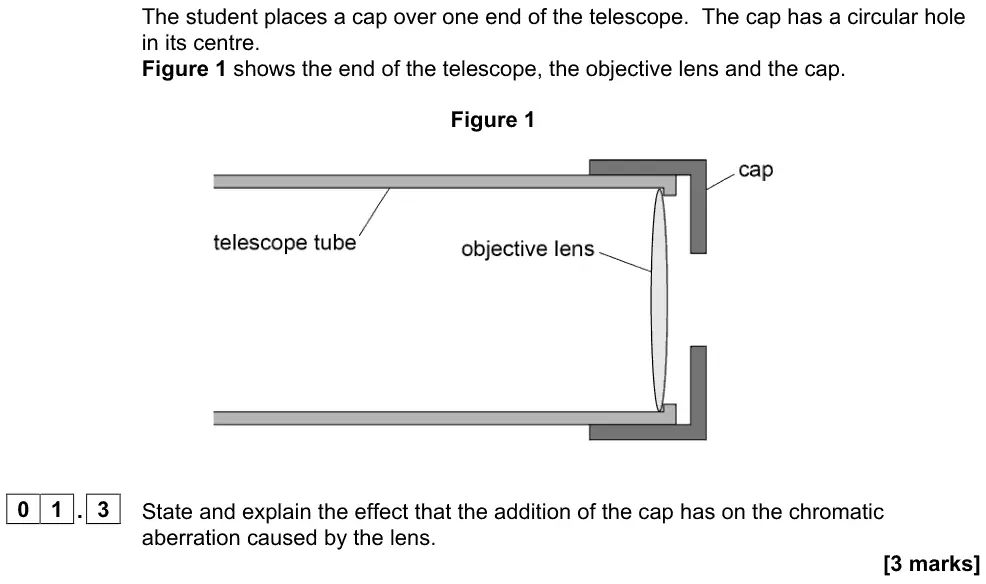 The student places a cap over one end of the telescope.  The cap has a circular hole
in its centre.
Figure 1 shows the end of the telescope, the objective lens and the cap.
Figure 1
cap
telescope tube
objective lens
0 1 . 3 State and explain the effect that the addition of the cap has on the chromatic
aberration caused by the lens.
[3 marks]